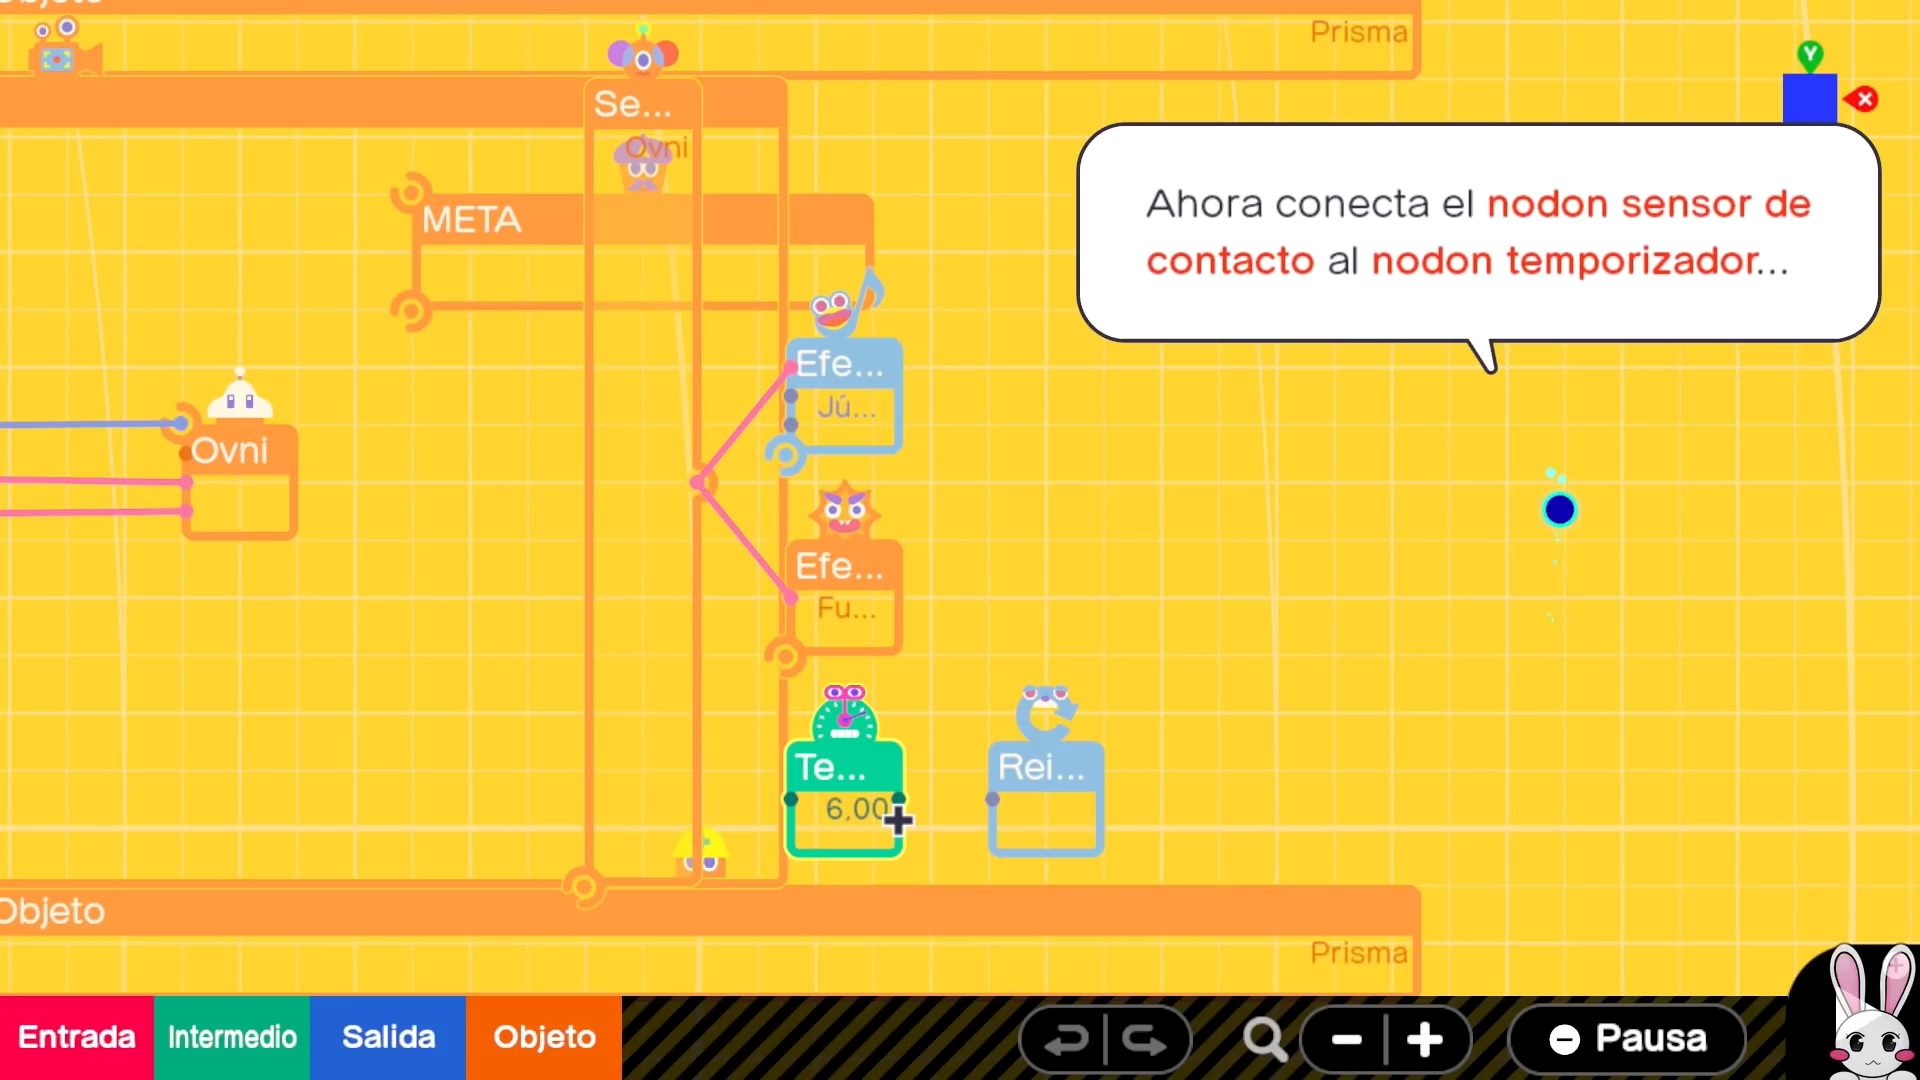 Prisma
Y
Se...
Ovni
META
Ahora conecta el nodon sensor de
contacto al nodon temporizador...
Efe...
Jú...
Ovni
Efe...
Fu...
Te...
6,00
Rei...
Objeto
Prisma
Entrada
Intermedio
Salida
Objeto
Pausa